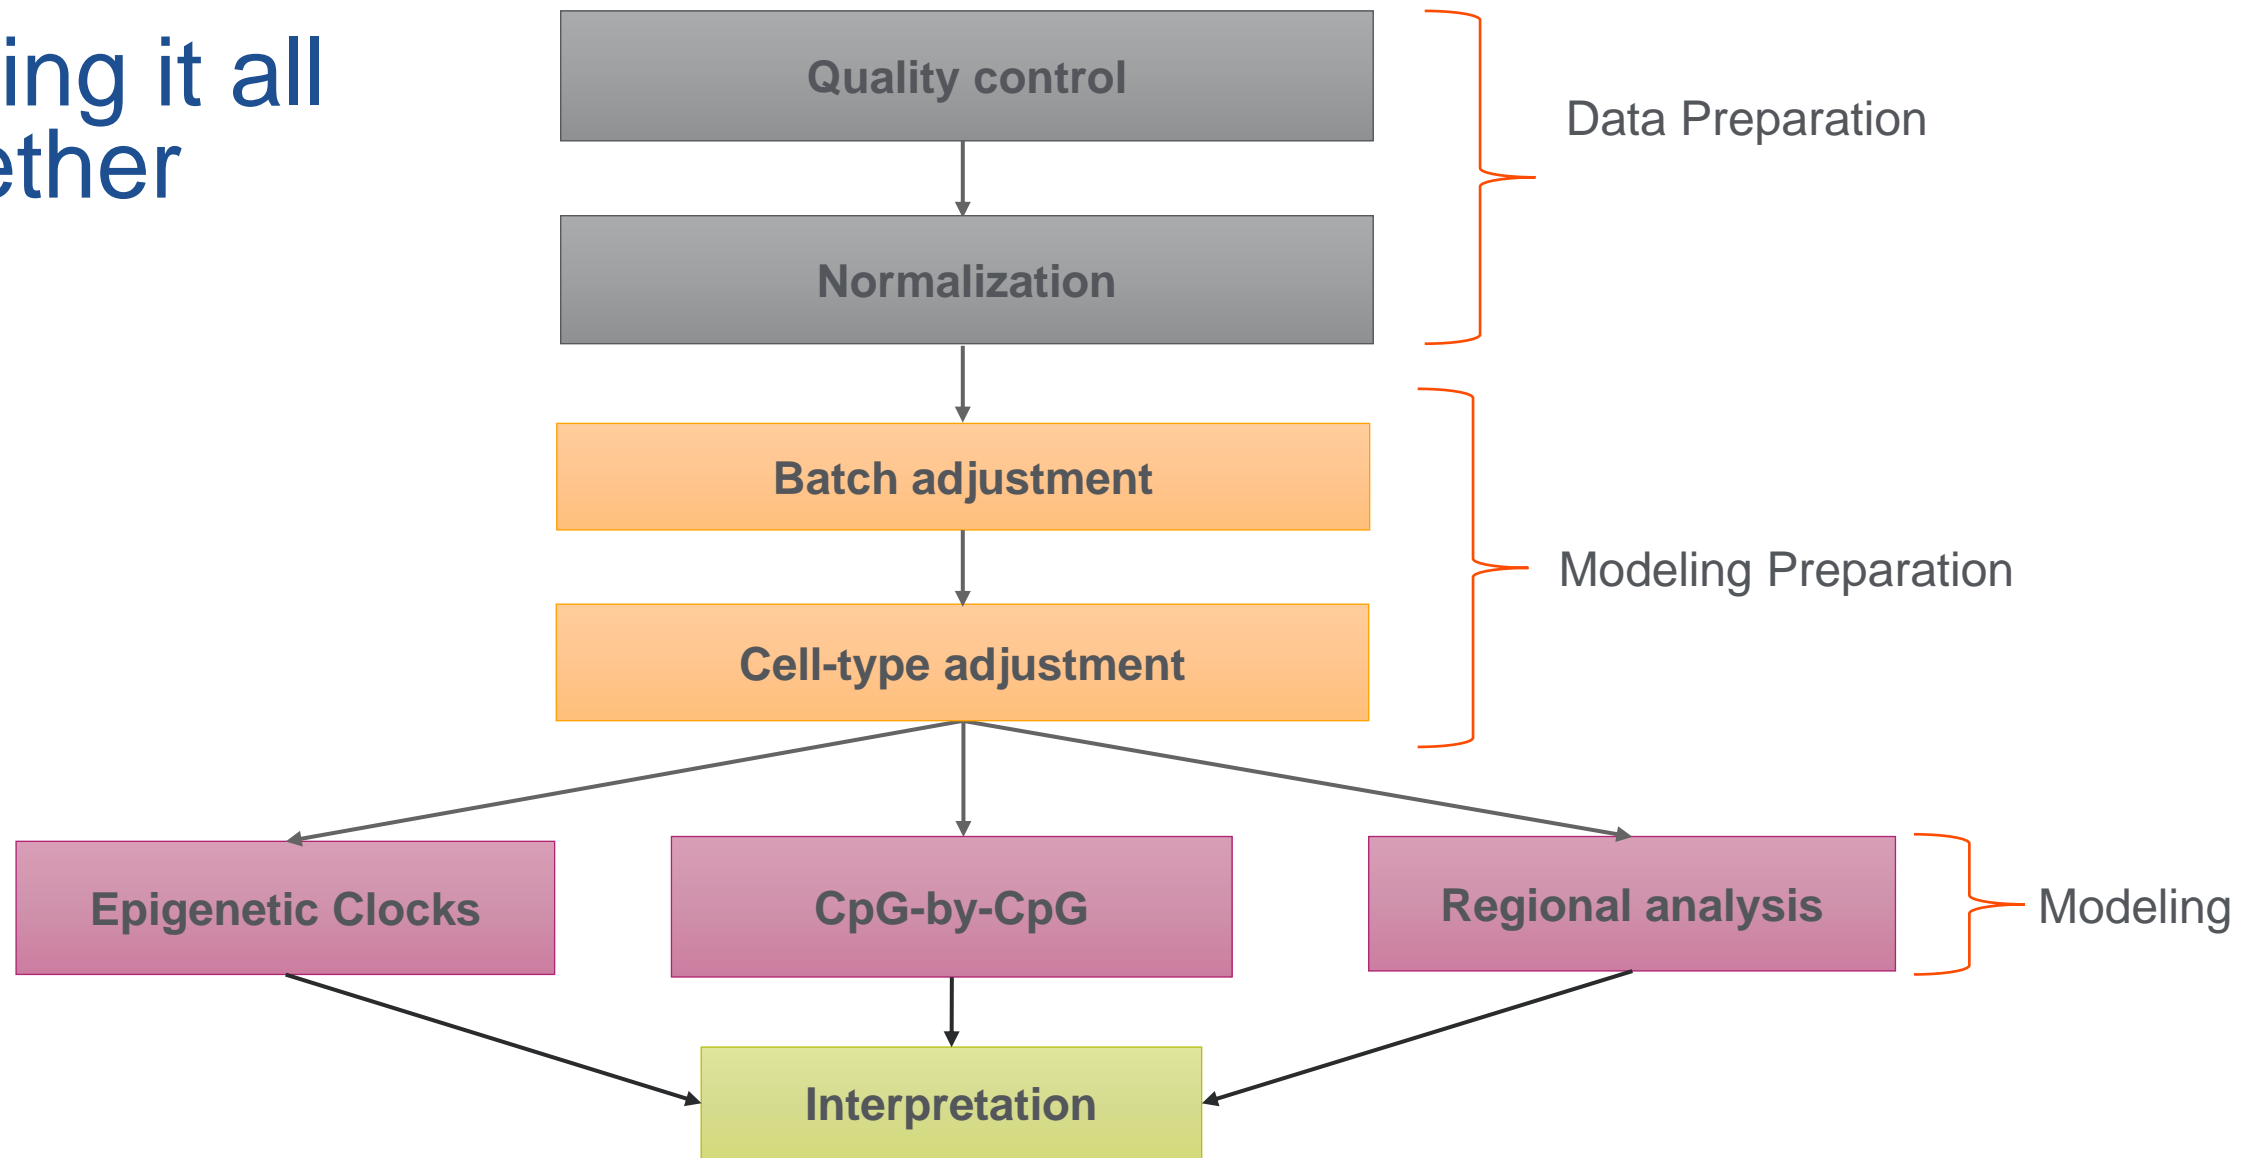 ing it all
ether
Quality control
Data Preparation
Normalization
Batch adjustment
Modeling Preparation
Cell-type adjustment
Epigenetic Clocks
CpG-by-CpG
Regional analysis
Modeling
Interpretation